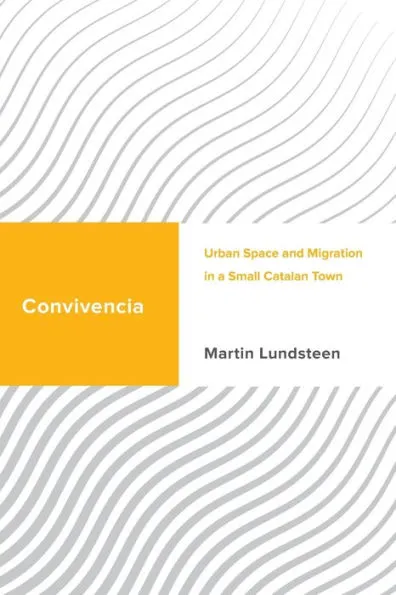 Convivencia
Urban Space and Migration
in a Small Catalan Town
Martin Lundsteen